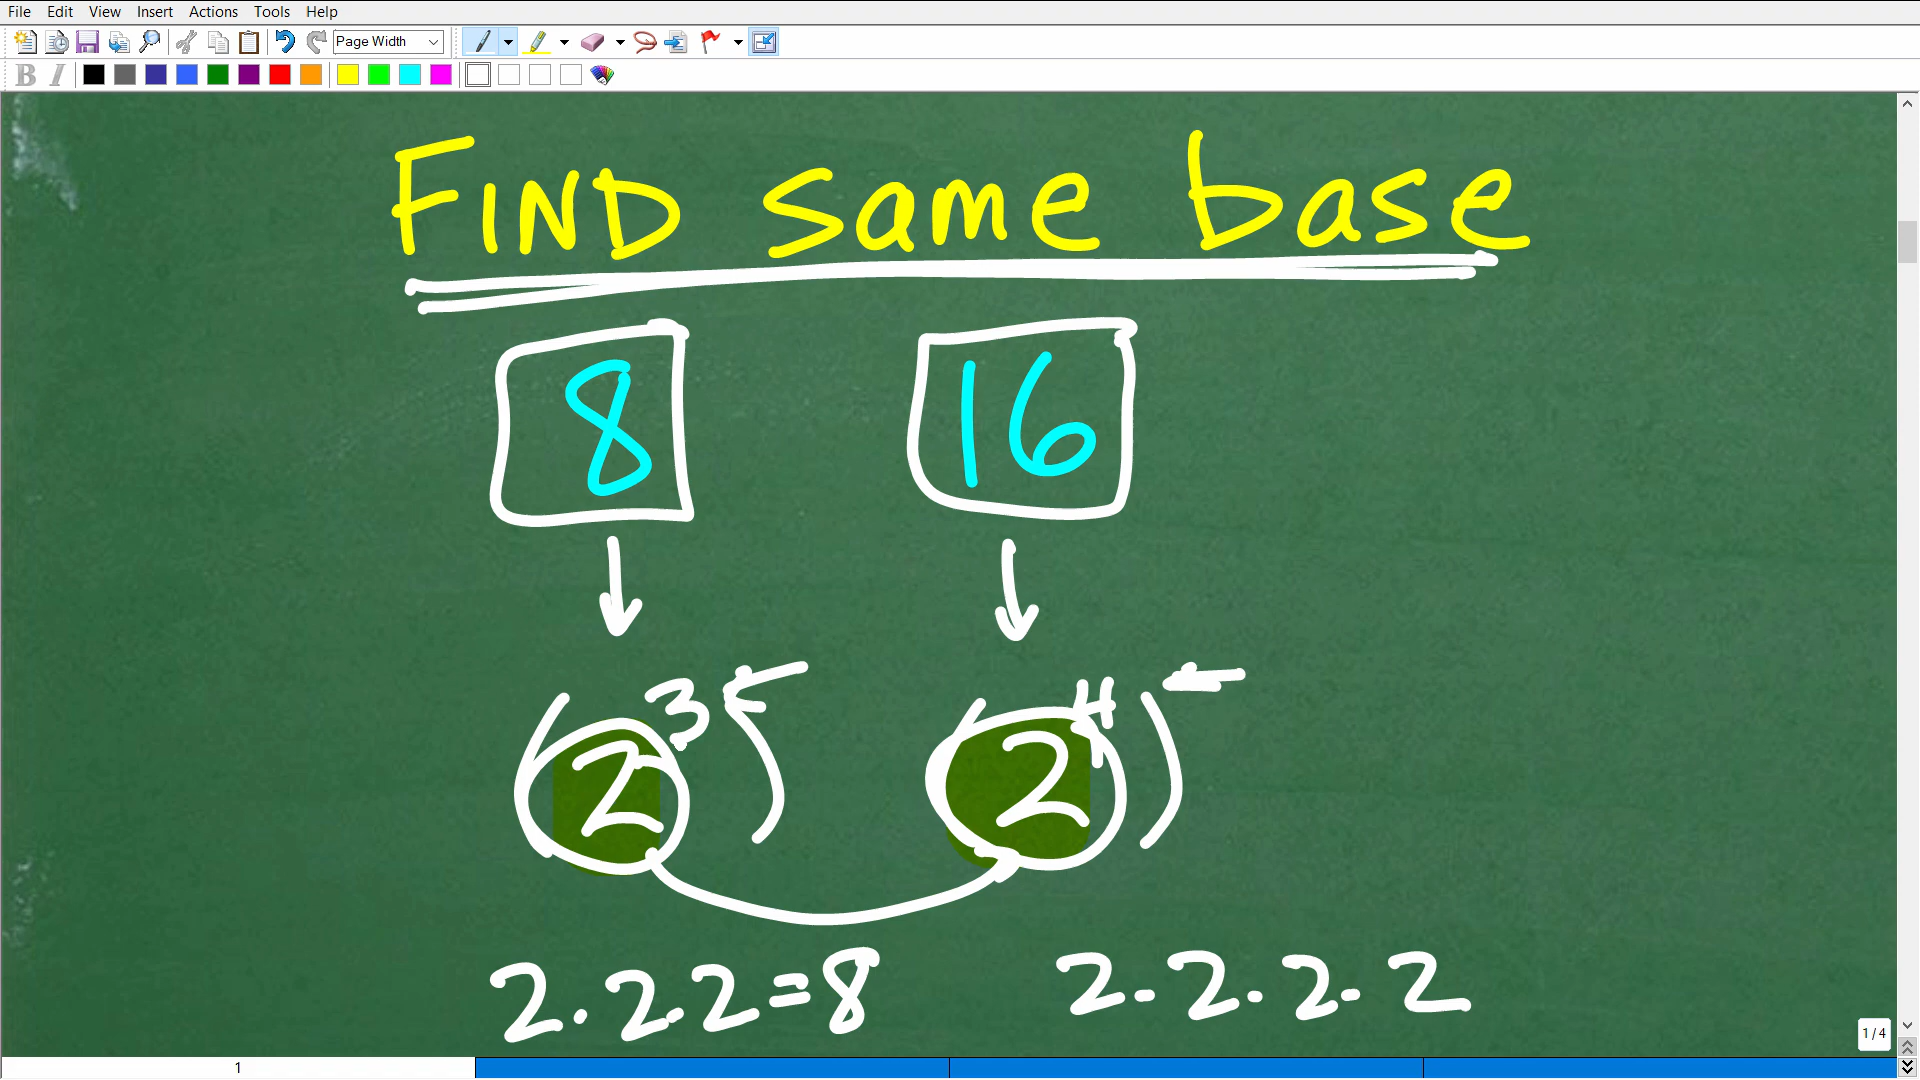 File Edit View Insert Actions Tools Help
Page Width
B I
FIND same base
8 16
(2³) (2⁴)
2·2·2=8 2·2·2·2
1 / 4
1